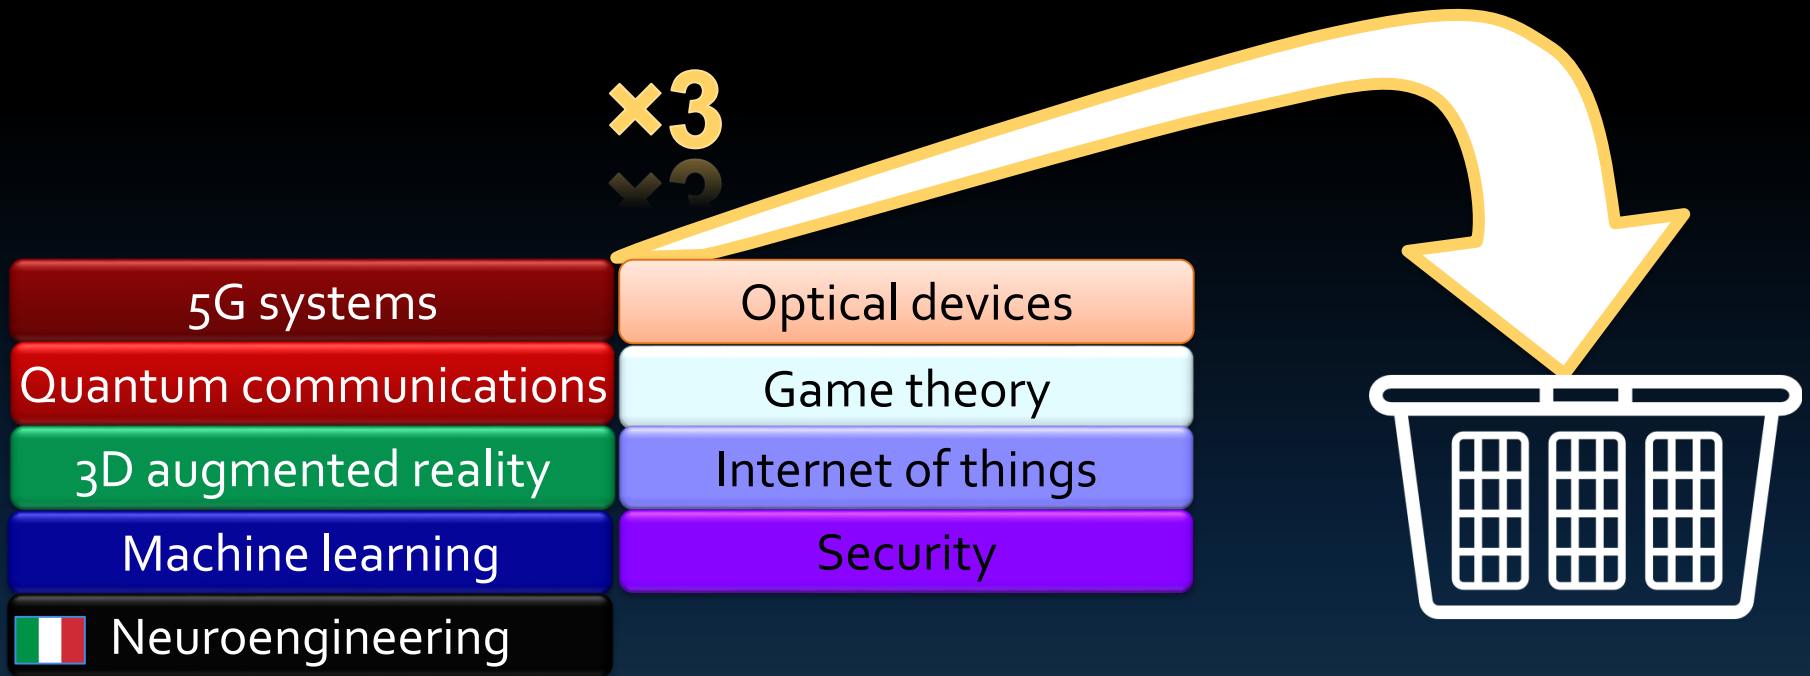 ×3
5G systems
Optical devices
Quantum communications
Game theory
3D augmented reality
Internet of things
Machine learning
Security
Neuroengineering